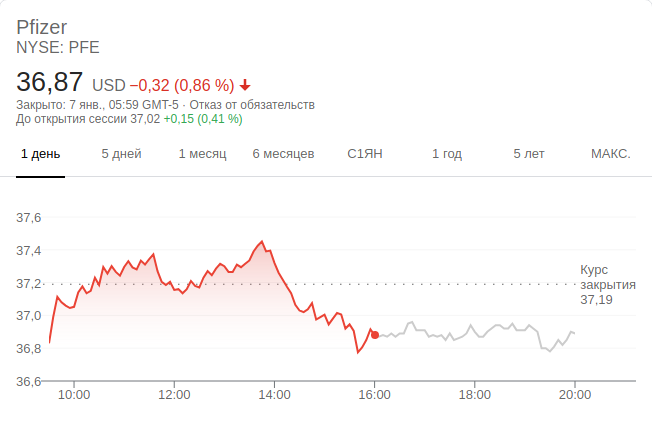 Pfizer
NYSE: PFE
36,87 USD −0,32 (0,86 %)
Закрыто: 7 янв., 05:59 GMT-5 · Отказ от обязательств
До открытия сессии 37,02 +0,15 (0,41 %)
1 день 5 дней 1 месяц 6 месяцев С1ЯН 1 год 5 лет МАКС.
37,6
37,4
37,2
37,0
36,8
36,6
Курс
закрытия
37,19
10:00 12:00 14:00 16:00 18:00 20:00